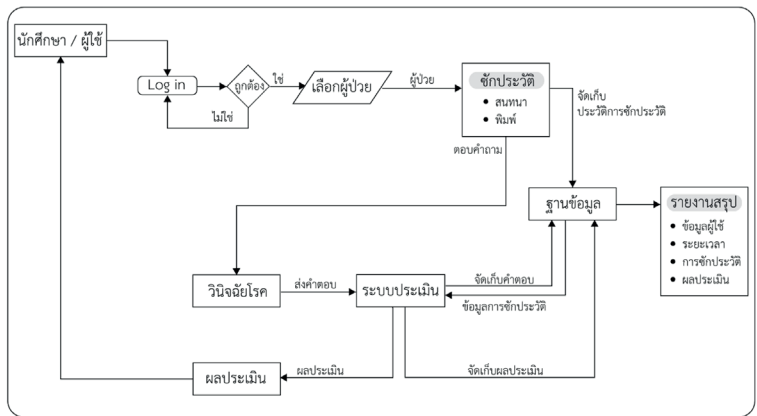 นักศึกษา / ผู้ใช้
Log in
ถูกต้อง
ใช่
ไม่ใช่
เลือกผู้ป่วย
ผู้ป่วย
ซักประวัติ
• สนทนา
• พิมพ์
จัดเก็บ
ประวัติการซักประวัติ
ตอบคำถาม
ฐานข้อมูล
รายงานสรุป
• ข้อมูลผู้ใช้
• ระยะเวลา
• การซักประวัติ
• ผลประเมิน
วินิจฉัยโรค
ส่งคำตอบ
ระบบประเมิน
จัดเก็บคำตอบ
ข้อมูลการซักประวัติ
ผลประเมิน
ผลประเมิน
จัดเก็บผลประเมิน